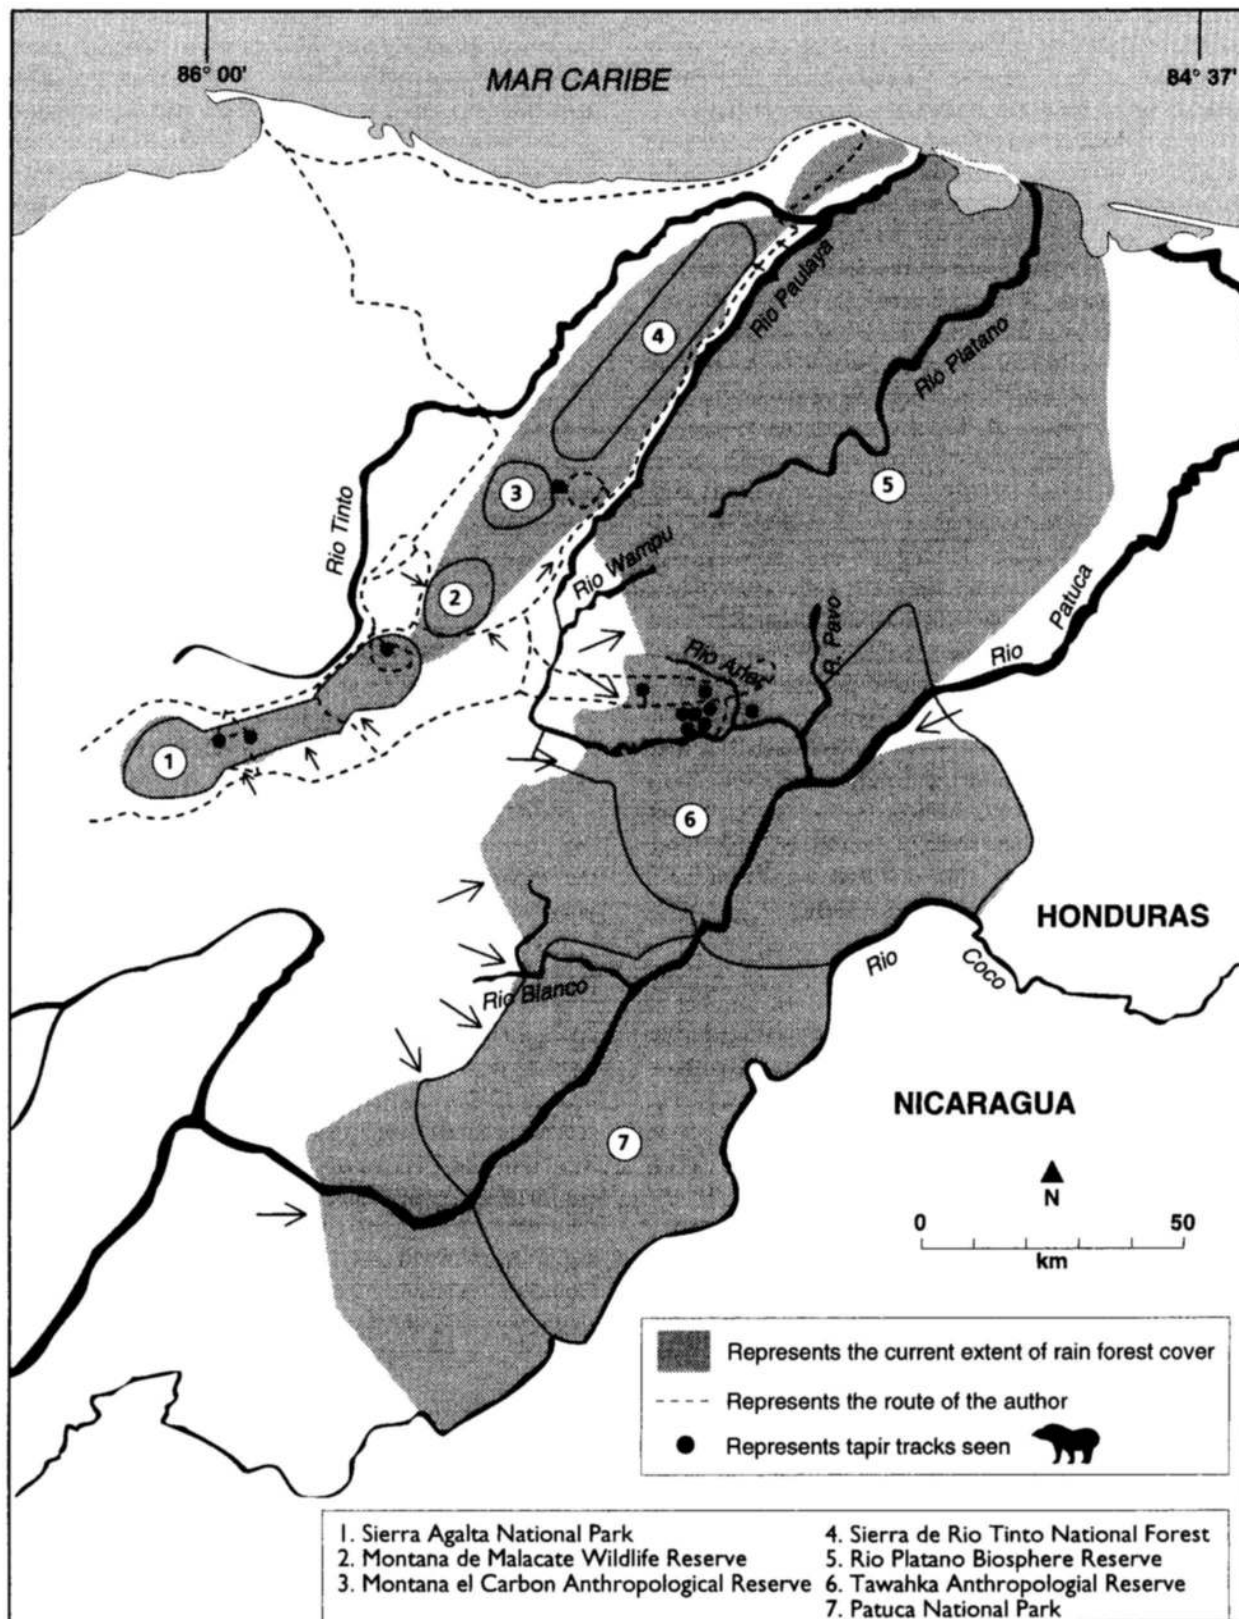 86° 00'
84° 37'
MAR CARIBE
Rio Paulaya
4
Rio Platano
3
5
Rio Tinto
Rio Wampu
2
Rio
Patuca
R. Pavo
Rio
1
6
HONDURAS
Rio
Coco
Rio Blanco
NICARAGUA
7
N
0
50
km
Represents the current extent of rain forest cover
Represents the route of the author
Represents tapir tracks seen
1. Sierra Agalta National Park
2. Montana de Malacate Wildlife Reserve
3. Montana el Carbon Anthropological Reserve
4. Sierra de Rio Tinto National Forest
5. Rio Platano Biosphere Reserve
6. Tawahka Anthropologial Reserve
7. Patuca National Park